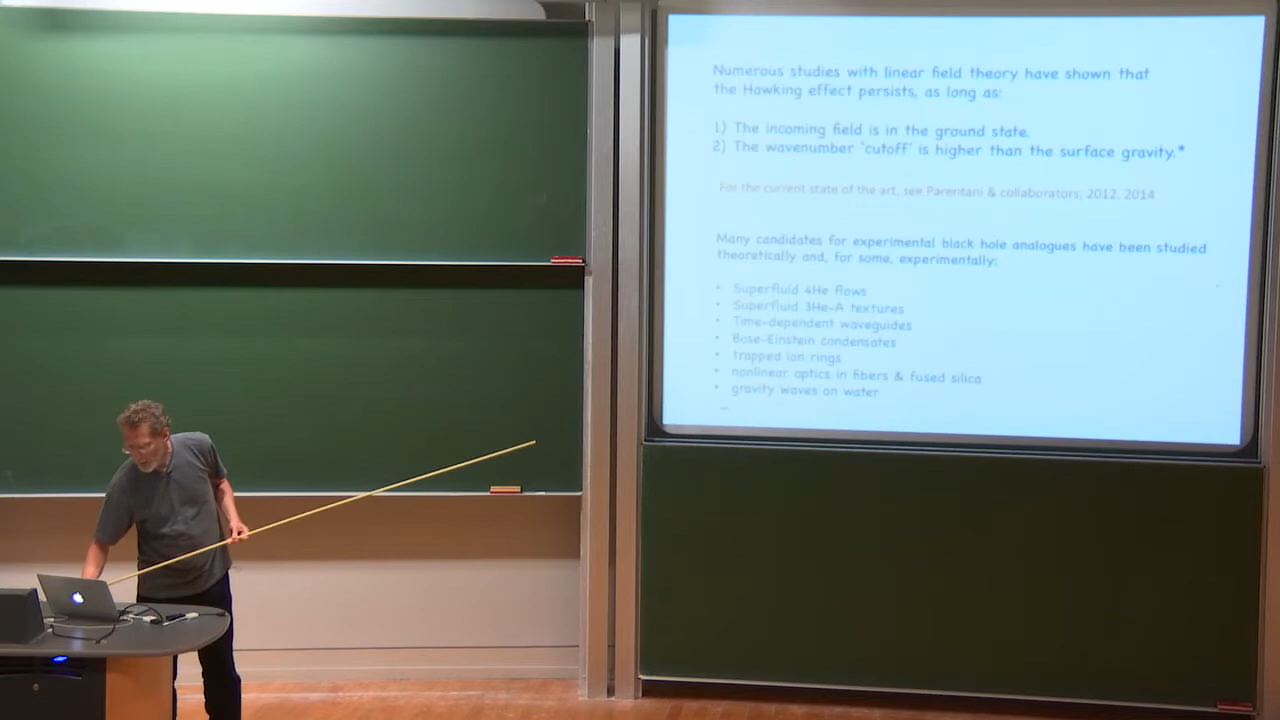 Numerous studies with linear field theory have shown that
the Hawking effect persists, as long as:
1) The incoming field is in the ground state.
2) The wavenumber 'cutoff' is higher than the surface gravity.*
For the current state of the art, see Parentani & collaborators, 2012, 2014
Many candidates for experimental black hole analogues have been studied
theoretically and, for some, experimentally:
• Superfluid 4He flows
• Superfluid 3He-A textures
• Time-dependent waveguides
• Bose-Einstein condensates
• trapped ion rings
• nonlinear optics in fibers & fused silica
• gravity waves on water
...